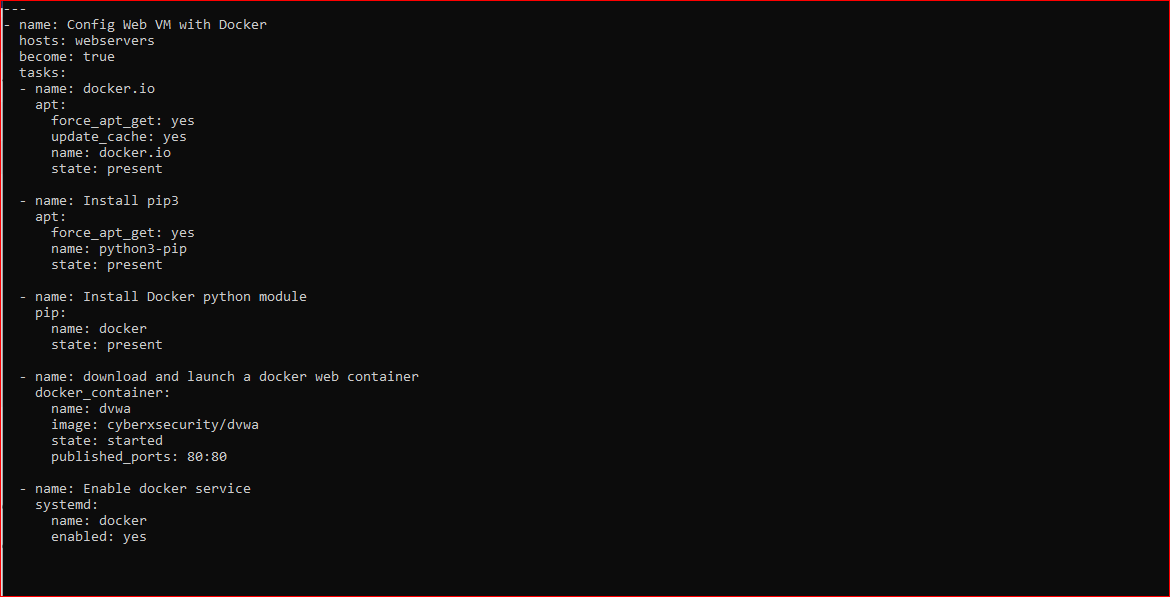 ---
- name: Config Web VM with Docker
  hosts: webservers
  become: true
  tasks:
  - name: docker.io
    apt:
      force_apt_get: yes
      update_cache: yes
      name: docker.io
      state: present

  - name: Install pip3
    apt:
      force_apt_get: yes
      name: python3-pip
      state: present

  - name: Install Docker python module
    pip:
      name: docker
      state: present

  - name: download and launch a docker web container
    docker_container:
      name: dvwa
      image: cyberxsecurity/dvwa
      state: started
      published_ports: 80:80

  - name: Enable docker service
    systemd:
      name: docker
      enabled: yes